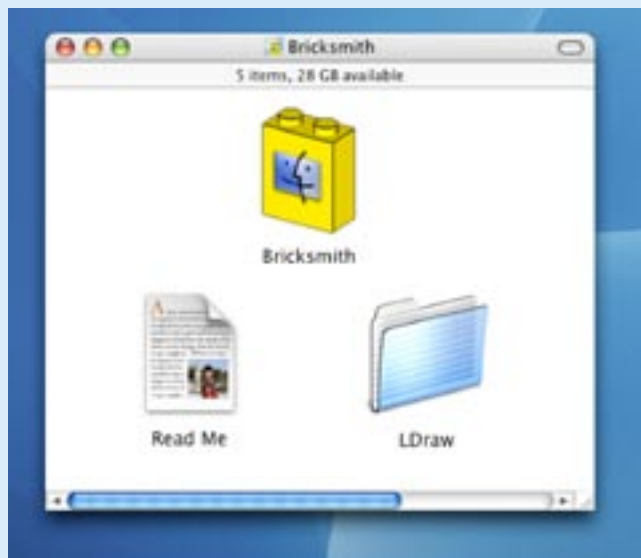 Bricksmith
5 items, 28 GB available
Bricksmith
Read Me
LDraw